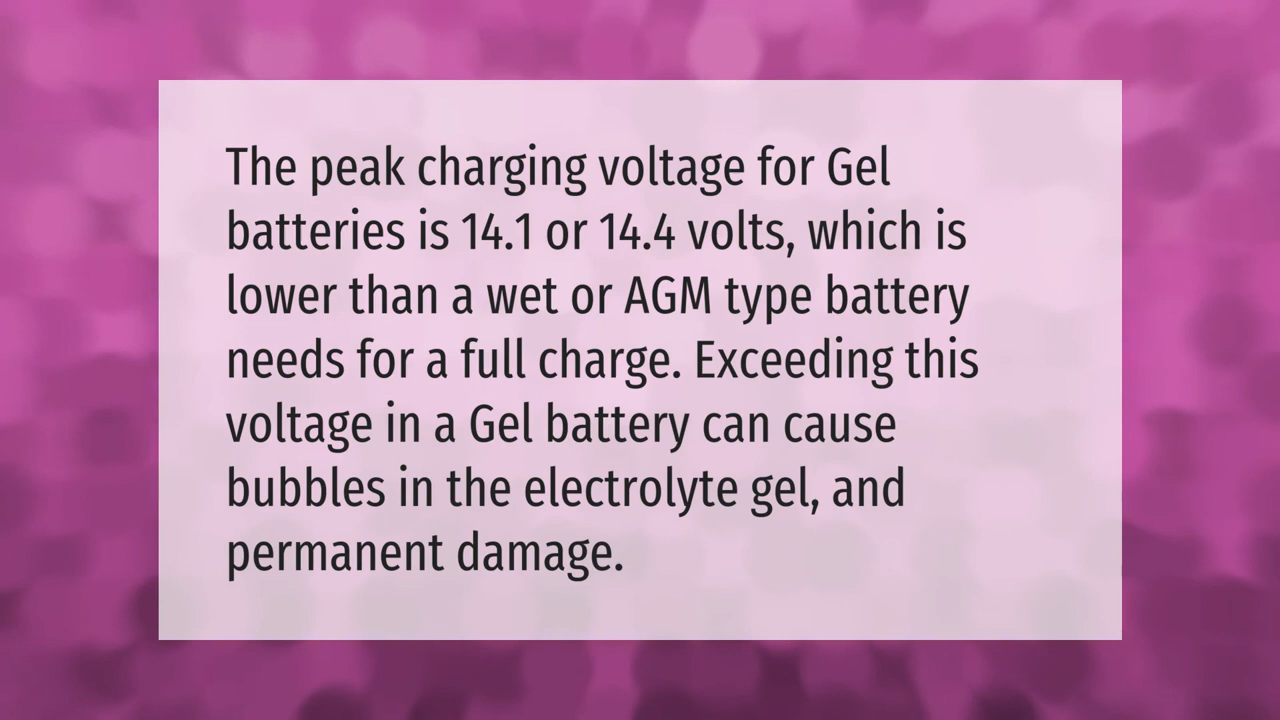 The peak charging voltage for Gel
batteries is 14.1 or 14.4 volts, which is
lower than a wet or AGM type battery
needs for a full charge. Exceeding this
voltage in a Gel battery can cause
bubbles in the electrolyte gel, and
permanent damage.